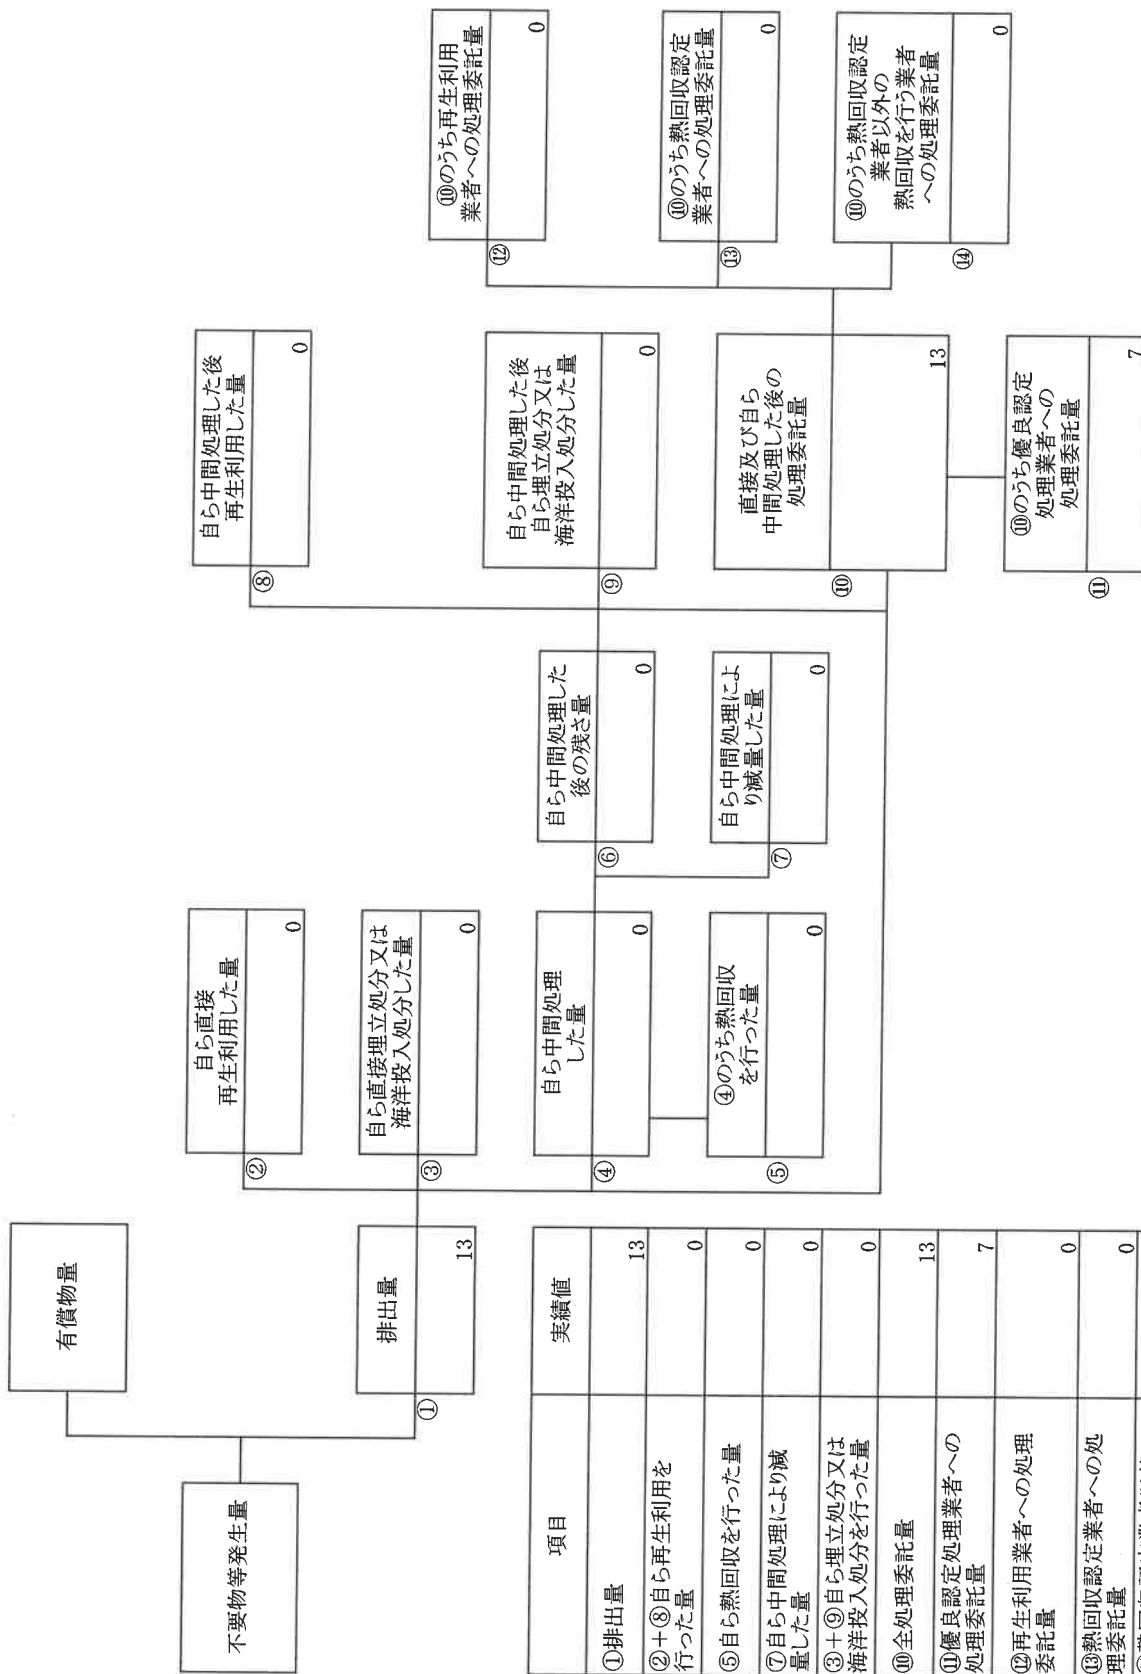 不要物等発生量
有償物量
排出量
①
13
自ら直接
再生利用した量
②
0
自ら直接埋立処分又は
海洋投入処分した量
③
0
自ら中間処理
した量
④
0
④のうち熱回収
を行った量
⑤
0
自ら中間処理した
後の残さ量
⑥
0
自ら中間処理によ
り減量した量
⑦
0
自ら中間処理した後
再生利用した量
⑧
0
自ら中間処理した後
自ら埋立処分又は
海洋投入処分した量
⑨
0
直接及び自ら
中間処理した後の
処理委託量
⑩
13
⑩のうち優良認定
処理業者への
処理委託量
⑪
7
⑩のうち再生利用
業者への処理委託量
⑫
0
⑩のうち熱回収認定
業者への処理委託量
⑬
0
⑩のうち熱回収認定
業者以外の
熱回収を行う業者
への処理委託量
⑭
0
項目
実績値
①排出量
13
②+⑧自ら再生利用を
行った量
0
⑤自ら熱回収を行った量
0
⑦自ら中間処理により減
量した量
0
③+⑨自ら埋立処分又は
海洋投入処分を行った量
0
⑩全処理委託量
13
⑪優良認定処理業者への
処理委託量
7
⑫再生利用業者への処理
委託量
0
⑬熱回収認定業者への処
理委託量
0